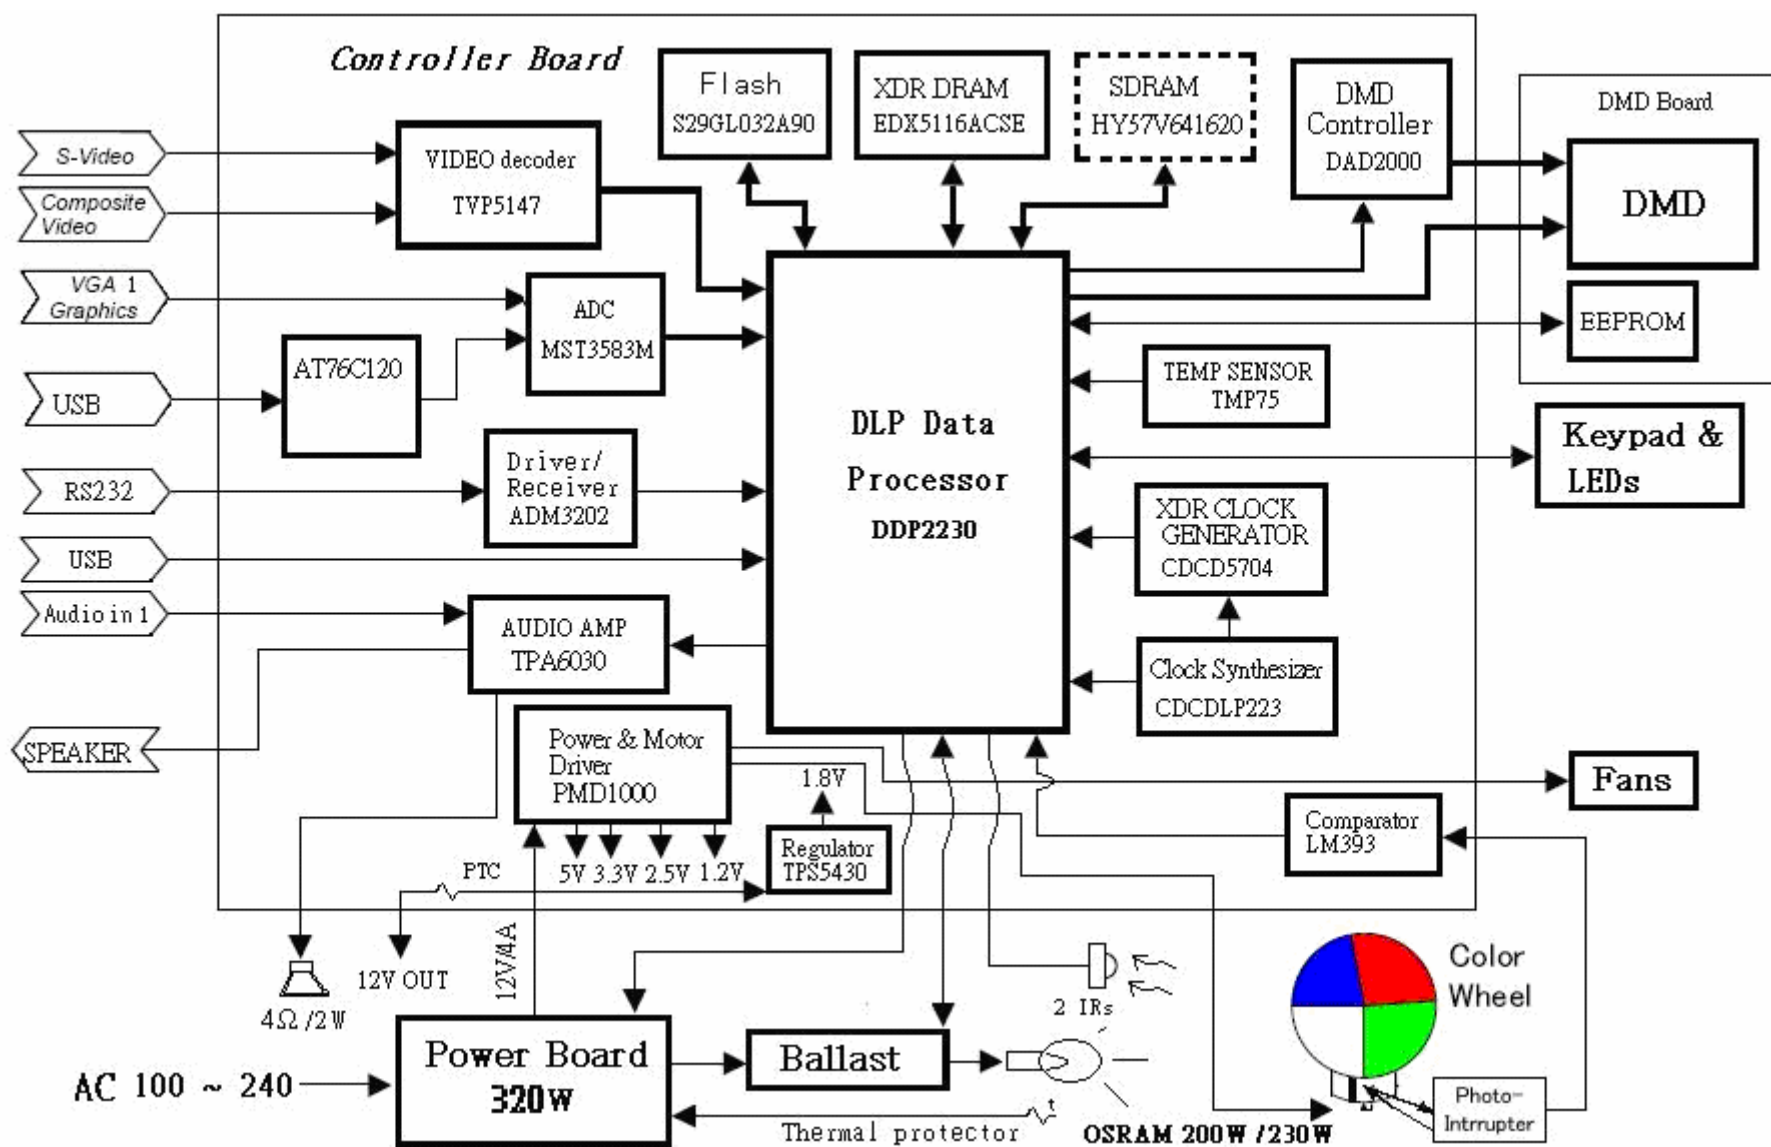 Controller Board
Flash
S29GL032A90
XDR DRAM
EDX5116ACSE
SDRAM
HY57V641620
DMD
Controller
DAD2000
DMD Board
DMD
EEPROM
S-Video
Composite
Video
VIDEO decoder
TVP5147
VGA 1
Graphics
ADC
MST3583M
AT76C120
USB
TEMP SENSOR
TMP75
DLP Data
Processor
DDP2230
Keypad &
LEDs
RS232
Driver/
Receiver
ADM3202
XDR CLOCK
GENERATOR
CDCD5704
USB
Audio in 1
AUDIO AMP
TPA6030
Clock Synthesizer
CDCDLP223
SPEAKER
Power & Motor
Driver
PMD1000
1.8V
Fans
Regulator
TPS5430
Comparator
LM393
5V 3.3V 2.5V 1.2V
PTC
12V/4A
12V OUT
4Ω/2W
2 IRs
Color
Wheel
AC 100 ~ 240
Power Board
320W
Ballast
t
Thermal protector
OSRAM 200W /230W
Photo-
Intrrupter